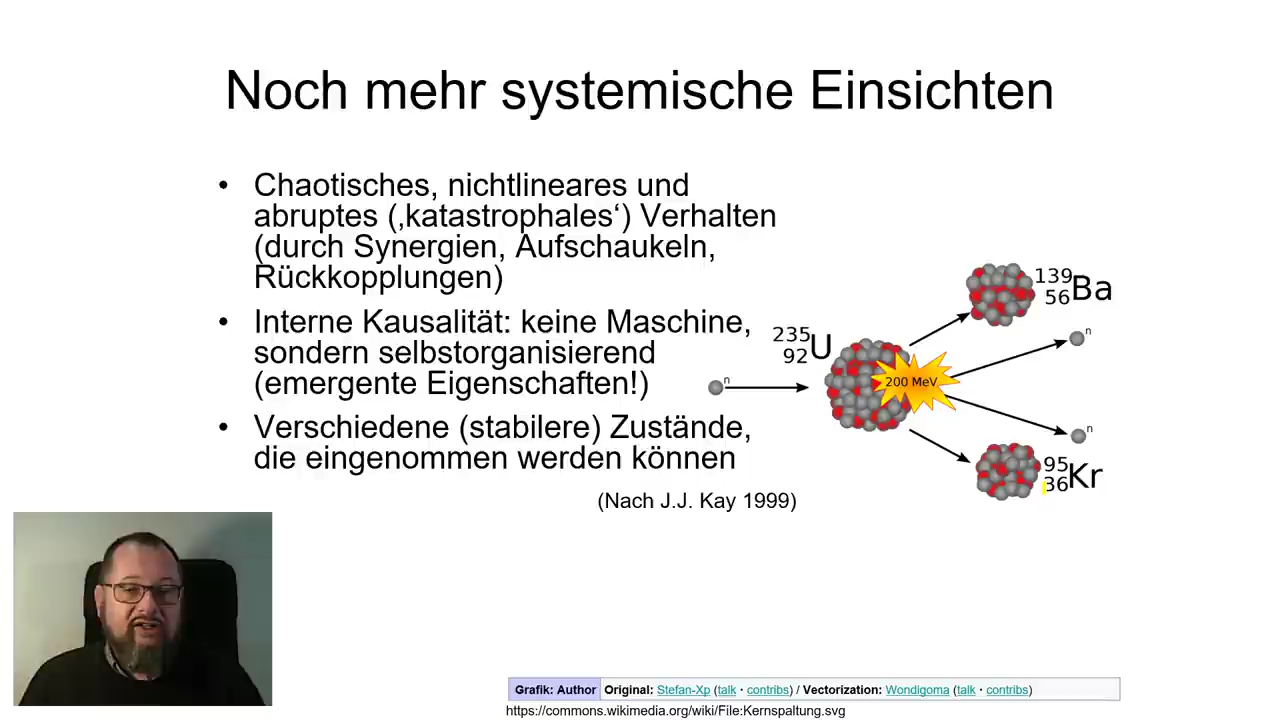 Noch mehr systemische Einsichten
• Chaotisches, nichtlineares und
abruptes (‚katastrophales‘) Verhalten
(durch Synergien, Aufschaukeln,
Rückkopplungen)
• Interne Kausalität: keine Maschine,
sondern selbstorganisierend
(emergente Eigenschaften!)
• Verschiedene (stabilere) Zustände,
die eingenommen werden können
(Nach J.J. Kay 1999)
n
235
92 U
200 MeV
139
56 Ba
n
n
95
36 Kr
Grafik: Author Original: Stefan-Xp (talk · contribs) / Vectorization: Wondigoma (talk · contribs)
https://commons.wikimedia.org/wiki/File:Kernspaltung.svg